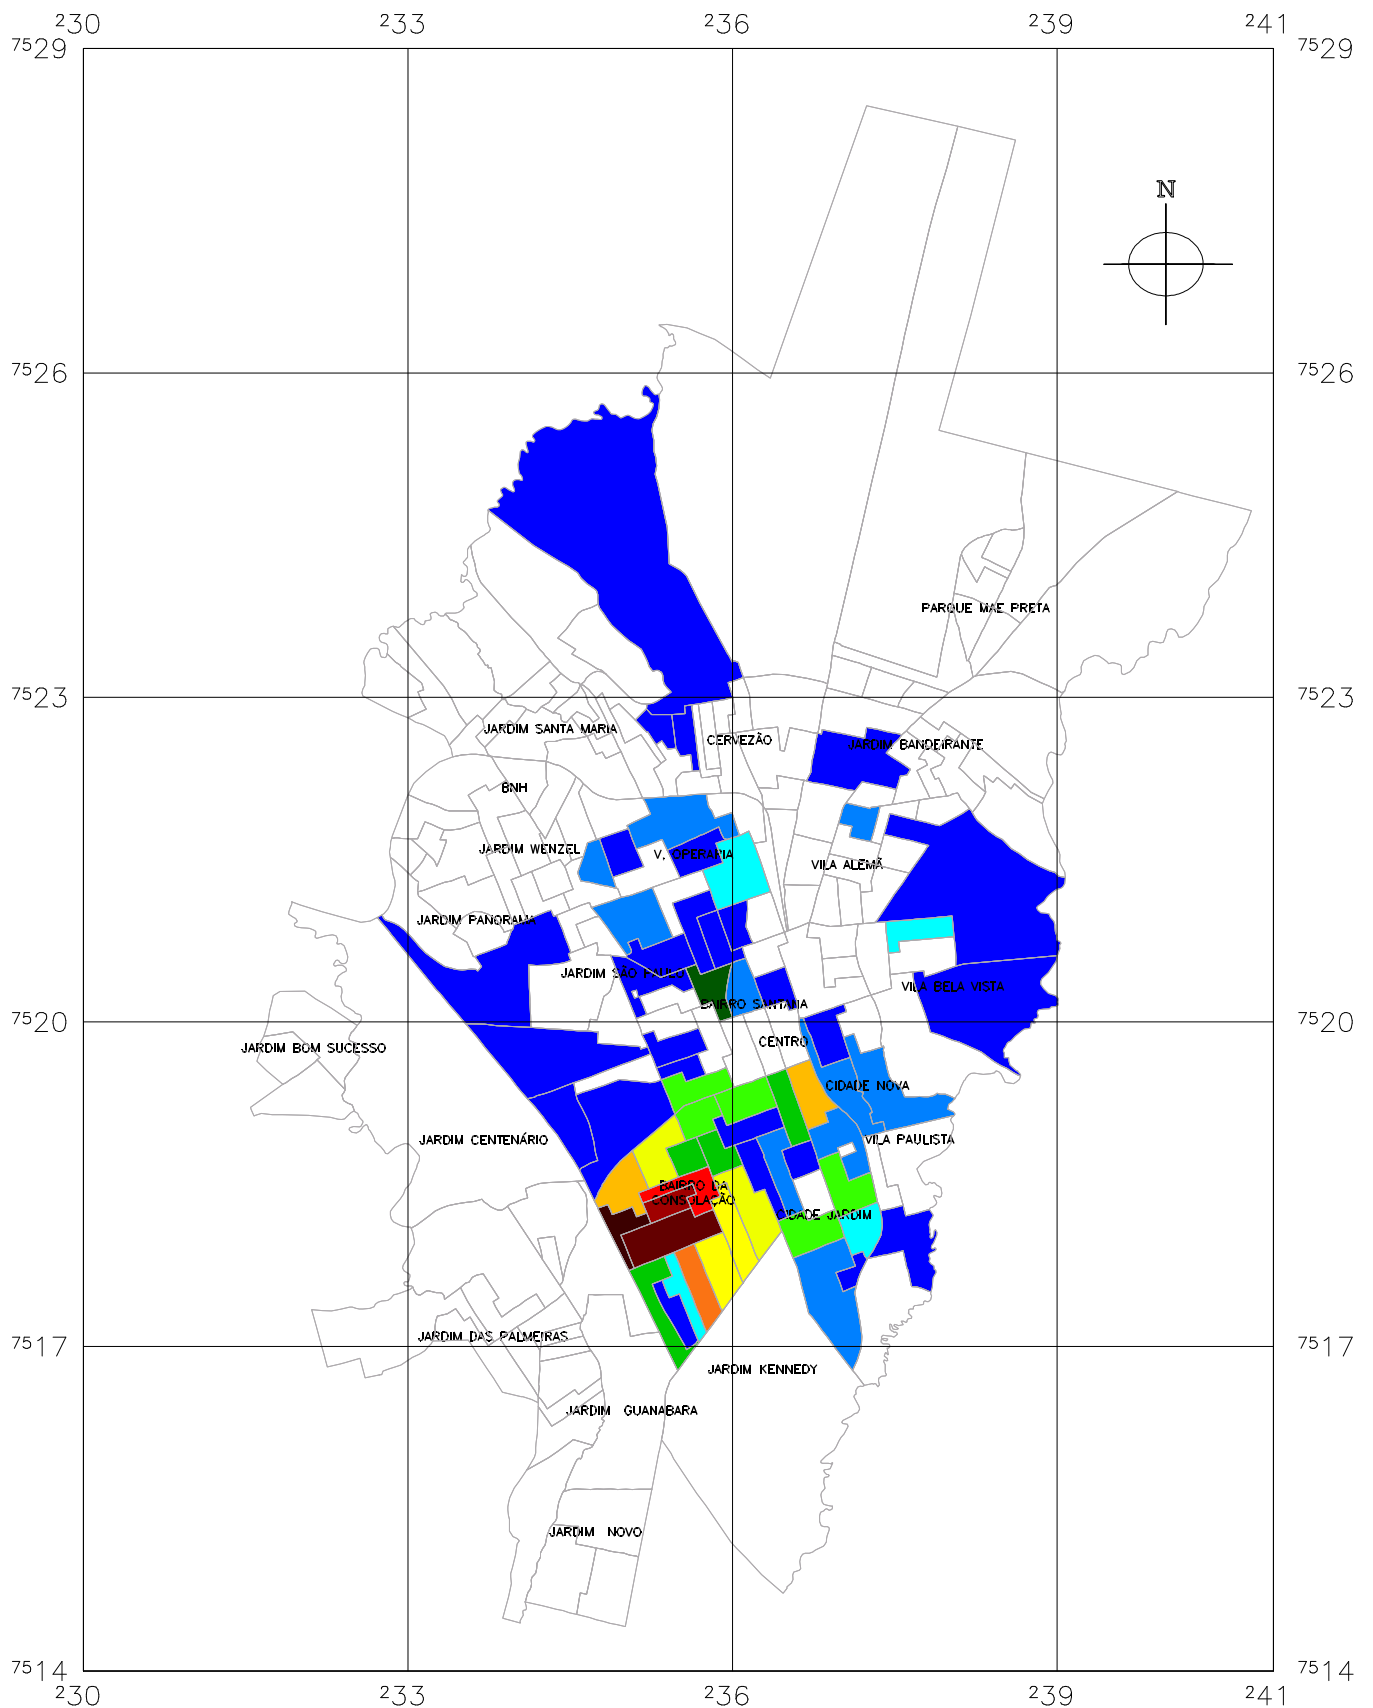 ²30 ²33 ²36 ²39 ²41
⁷⁵29 ⁷⁵29
N
⁷⁵26 ⁷⁵26
PARQUE MAE PRETA
⁷⁵23 ⁷⁵23
JARDIM SANTA MARIA
CERVEZÃO
JARDIM BANDEIRANTE
BNH
JARDIM WENZEL
V. OPERARIA
VILA ALEMÃ
JARDIM PANORAMA
JARDIM SÃO PAULO
VILA BELA VISTA
BAIRRO SANTANA
⁷⁵20 ⁷⁵20
CENTRO
JARDIM BOM SUCESSO
CIDADE NOVA
JARDIM CENTENÁRIO
VILA PAULISTA
BAIRRO DA
CONSOLAÇÃO
CIDADE JARDIM
JARDIM DAS PALMEIRAS
⁷⁵17 ⁷⁵17
JARDIM KENNEDY
JARDIM GUANABARA
JARDIM NOVO
⁷⁵14 ⁷⁵14
²30 ²33 ²36 ²39 ²41